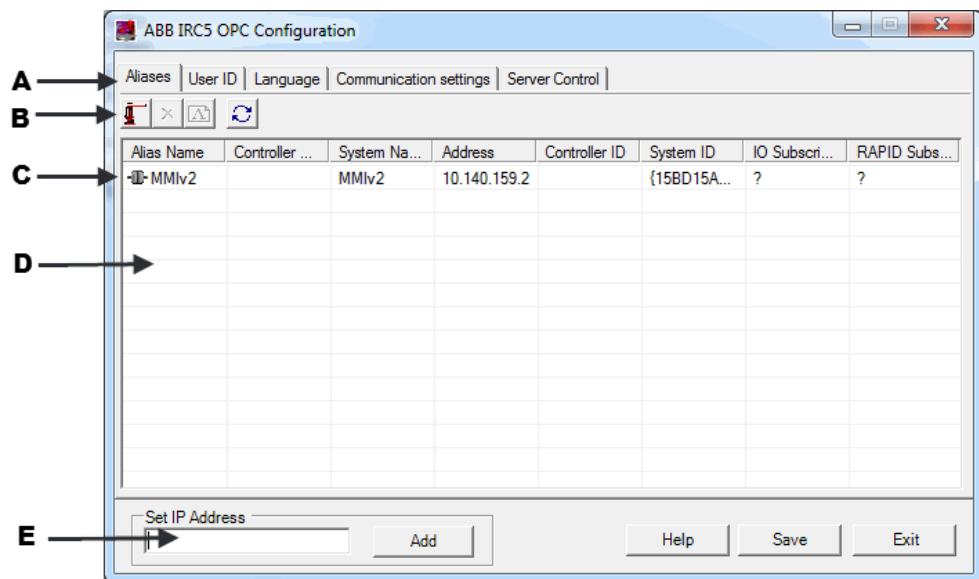 ABB IRC5 OPC Configuration
A
Aliases User ID Language Communication settings Server Control
B
Alias Name Controller ... System Na... Address Controller ID System ID IO Subscri... RAPID Subs...
C
MMIv2 MMIv2 10.140.159.2 {15BD15A... ? ?
D
Set IP Address
E
Add Help Save Exit